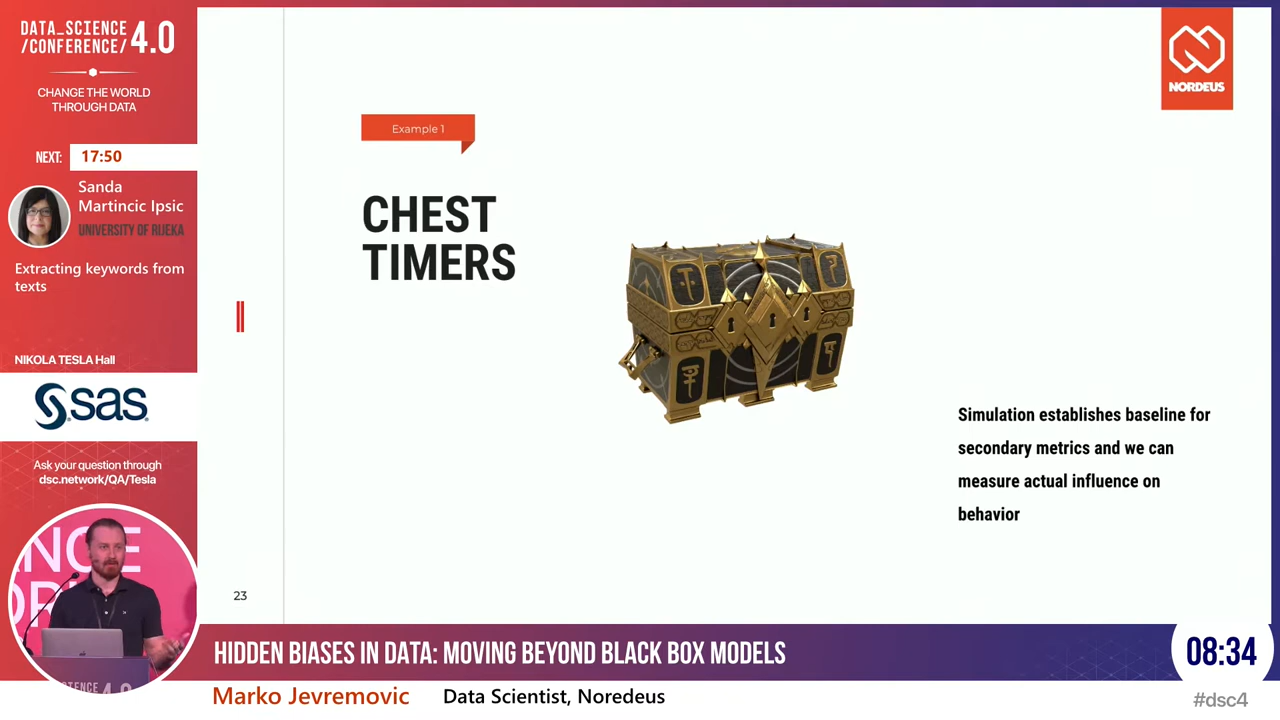 DATA_SCIENCE
/CONFERENCE/ 4.0
CHANGE THE WORLD
THROUGH DATA
NEXT: 17:50
Sanda
Martincic Ipsic
UNIVERSITY OF RIJEKA
Extracting keywords from
texts
NIKOLA TESLA Hall
sas
Ask your question through
dsc.network/QA/Tesla
NORDEUS
Example 1
CHEST
TIMERS
Simulation establishes baseline for
secondary metrics and we can
measure actual influence on
behavior
23
HIDDEN BIASES IN DATA: MOVING BEYOND BLACK BOX MODELS
08:34
Marko Jevremovic Data Scientist, Noredeus
#dsc4